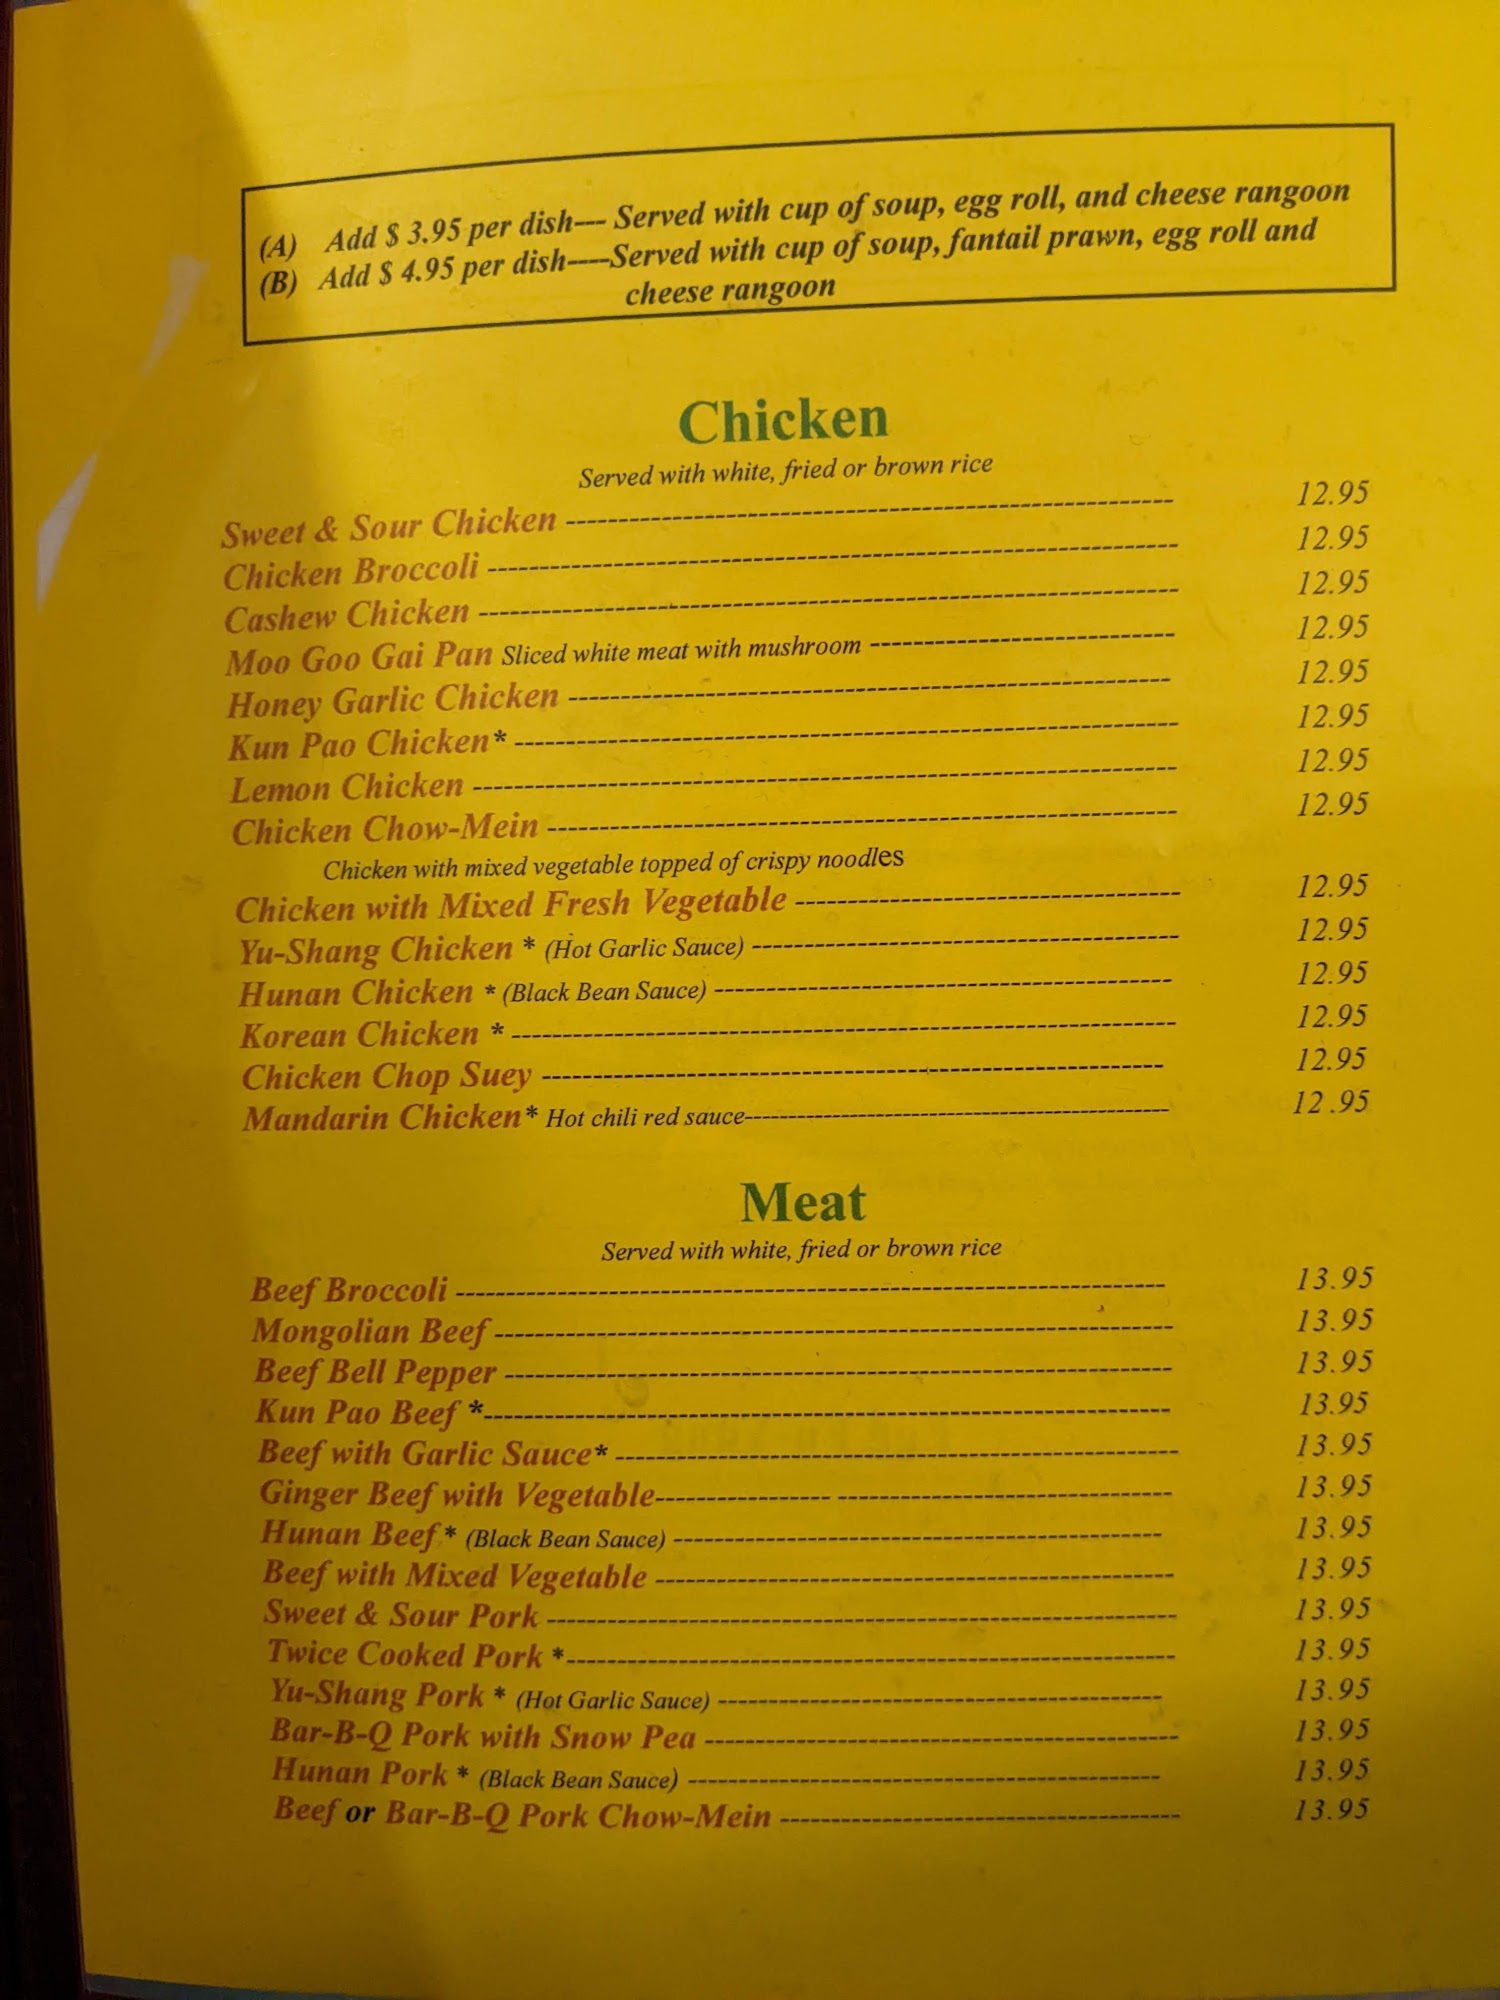 (A) Add $ 3.95 per dish--- Served with cup of soup, egg roll, and cheese rangoon
(B) Add $ 4.95 per dish----Served with cup of soup, fantail prawn, egg roll and
cheese rangoon
Chicken
Served with white, fried or brown rice
Sweet & Sour Chicken 12.95
Chicken Broccoli 12.95
Cashew Chicken 12.95
Moo Goo Gai Pan Sliced white meat with mushroom 12.95
Honey Garlic Chicken 12.95
Kun Pao Chicken* 12.95
Lemon Chicken 12.95
Chicken Chow-Mein 12.95
Chicken with mixed vegetable topped of crispy noodles
Chicken with Mixed Fresh Vegetable 12.95
Yu-Shang Chicken * (Hot Garlic Sauce) 12.95
Hunan Chicken * (Black Bean Sauce) 12.95
Korean Chicken * 12.95
Chicken Chop Suey 12.95
Mandarin Chicken* Hot chili red sauce 12.95
Meat
Served with white, fried or brown rice
Beef Broccoli 13.95
Mongolian Beef 13.95
Beef Bell Pepper 13.95
Kun Pao Beef * 13.95
Beef with Garlic Sauce* 13.95
Ginger Beef with Vegetable 13.95
Hunan Beef * (Black Bean Sauce) 13.95
Beef with Mixed Vegetable 13.95
Sweet & Sour Pork 13.95
Twice Cooked Pork * 13.95
Yu-Shang Pork * (Hot Garlic Sauce) 13.95
Bar-B-Q Pork with Snow Pea 13.95
Hunan Pork * (Black Bean Sauce) 13.95
Beef or Bar-B-Q Pork Chow-Mein 13.95